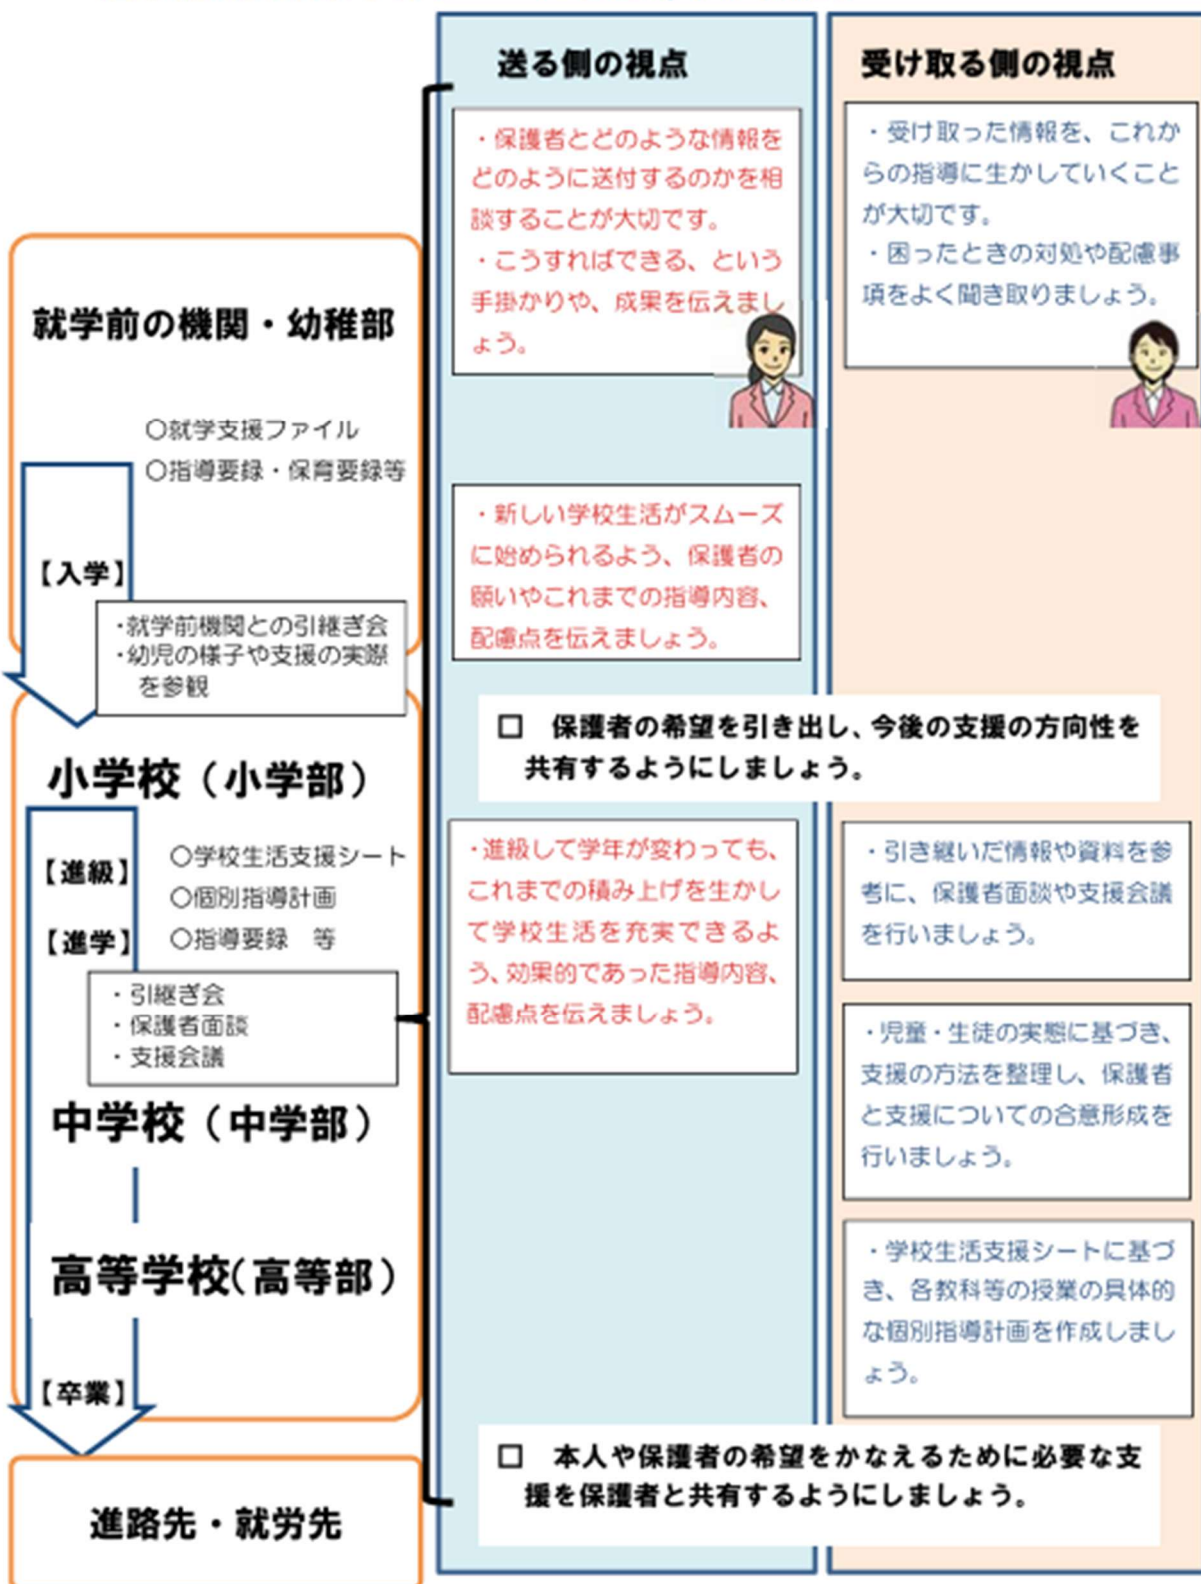 就学前の機関・幼稚部
○就学支援ファイル
○指導要録・保育要録等
【入学】
・就学前機関との引継ぎ会
・幼児の様子や支援の実際
を参観
小学校（小学部）
【進級】
○学校生活支援シート
○個別指導計画
【進学】
○指導要録　等
・引継ぎ会
・保護者面談
・支援会議
中学校（中学部）
高等学校（高等部）
【卒業】
進路先・就労先
送る側の視点
・保護者とどのような情報を
どのように送付するのかを相
談することが大切です。
・こうすればできる、という
手掛かりや、成果を伝えまし
ょう。
・新しい学校生活がスムーズ
に始められるよう、保護者の
願いやこれまでの指導内容、
配慮点を伝えましょう。
□　保護者の希望を引き出し、今後の支援の方向性を
共有するようにしましょう。
・進級して学年が変わっても、
これまでの積み上げを生かし
て学校生活を充実できるよ
う、効果的であった指導内容、
配慮点を伝えましょう。
受け取る側の視点
・受け取った情報を、これか
らの指導に生かしていくこと
が大切です。
・困ったときの対処や配慮事
項をよく聞き取りましょう。
・引き継いだ情報や資料を参
考に、保護者面談や支援会議
を行いましょう。
・児童・生徒の実態に基づき、
支援の方法を整理し、保護者
と支援についての合意形成を
行いましょう。
・学校生活支援シートに基づ
き、各教科等の授業の具体的
な個別指導計画を作成しまし
ょう。
□　本人や保護者の希望をかなえるために必要な支
援を保護者と共有するようにしましょう。